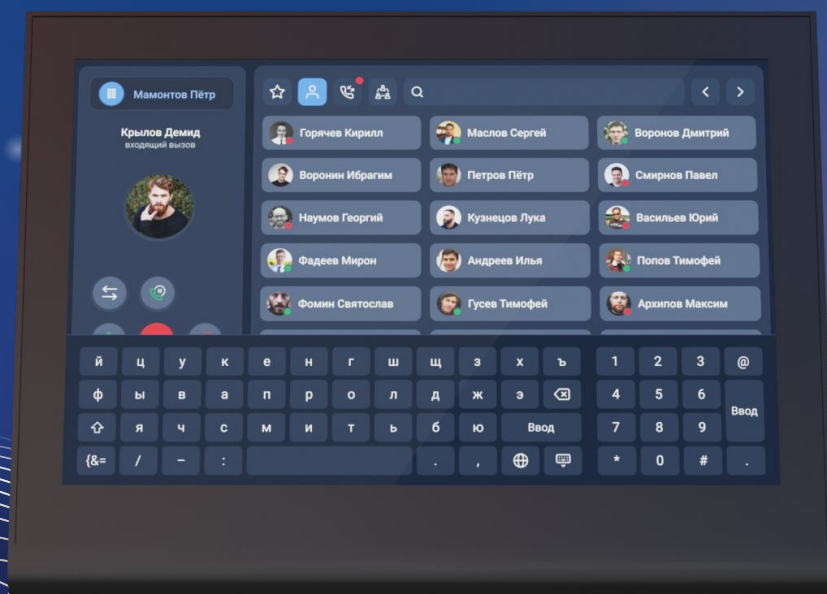 Мамонтов Пётр
Крылов Демид
входящий вызов
Горячев Кирилл
Маслов Сергей
Воронов Дмитрий
Воронин Ибрагим
Петров Пётр
Смирнов Павел
Наумов Георгий
Кузнецов Лука
Васильев Юрий
Фадеев Мирон
Андреев Илья
Попов Тимофей
Фомин Святослав
Гусев Тимофей
Архипов Максим
й ц у к е н г ш щ з х ъ 1 2 3 @
ф ы в а п р о л д ж э 4 5 6
Ввод
я ч с м и т ь б ю Ввод 7 8 9
{&= / – : . , * 0 # .